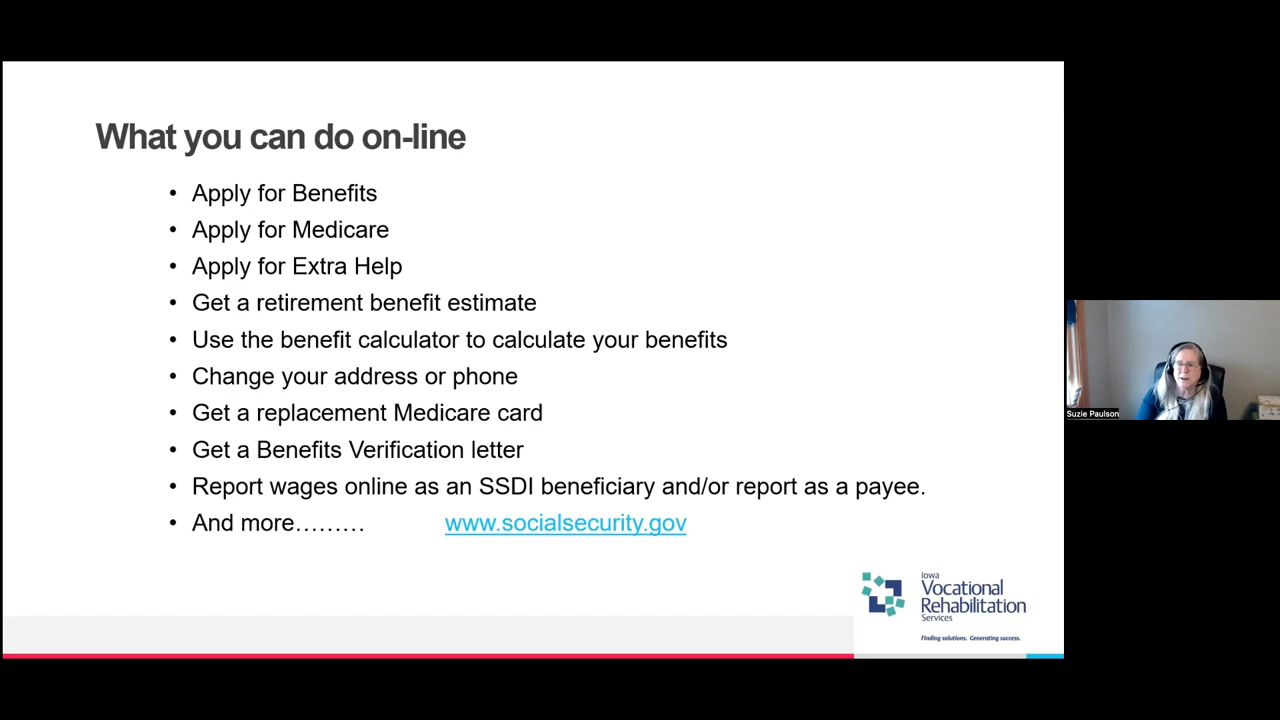 What you can do on-line
• Apply for Benefits
• Apply for Medicare
• Apply for Extra Help
• Get a retirement benefit estimate
• Use the benefit calculator to calculate your benefits
• Change your address or phone
• Get a replacement Medicare card
• Get a Benefits Verification letter
• Report wages online as an SSDI beneficiary and/or report as a payee.
• And more……… www.socialsecurity.gov
Suzie Paulson
Iowa
Vocational
Rehabilitation
Services
Finding solutions. Generating success.